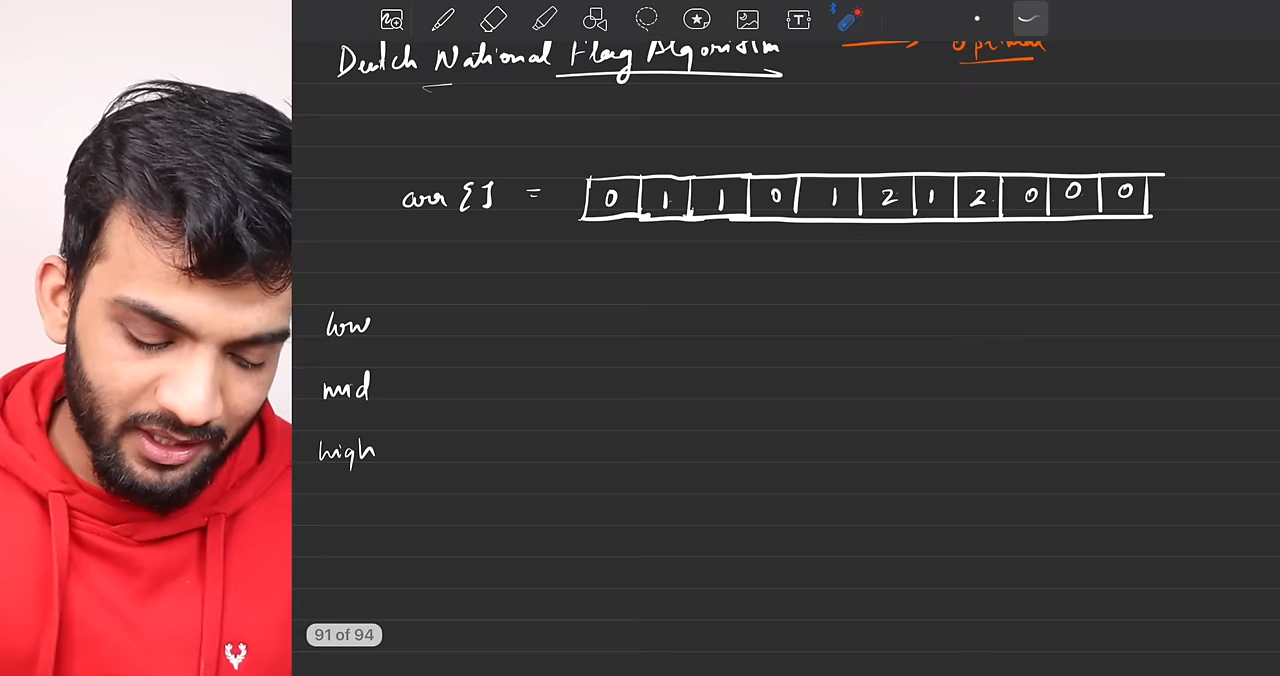 Dutch National Flag Algorithm → Optimal
arr [] = 0 1 1 0 1 2 1 2 0 0 0
low
mid
high
91 of 94